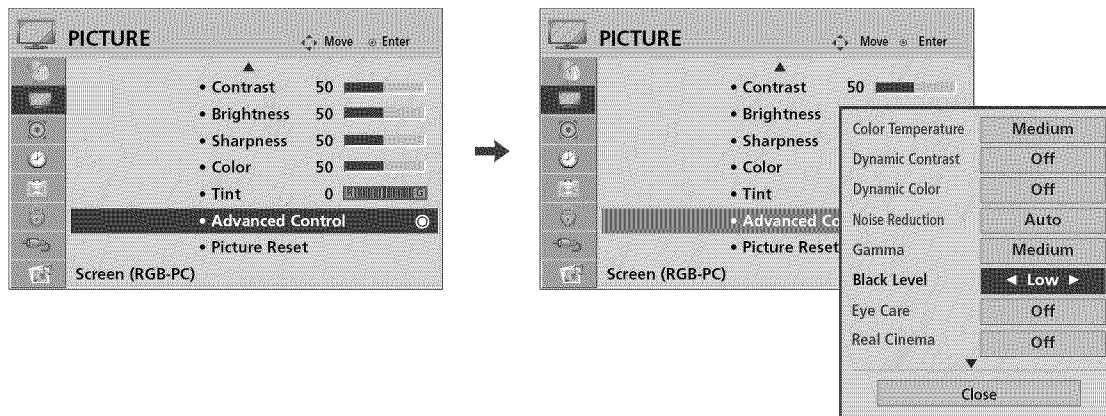 PICTURE
Move Enter
• Contrast 50
• Brightness 50
• Sharpness 50
• Color 50
• Tint 0 R G
• Advanced Control
• Picture Reset
Screen (RGB-PC)
PICTURE
Move Enter
• Contrast 50
• Brightness
• Sharpness
• Color
• Tint
• Advanced Co
• Picture Reset
Screen (RGB-PC)
Color Temperature Medium
Dynamic Contrast Off
Dynamic Color Off
Noise Reduction Auto
Gamma Medium
Black Level ◄ Low ►
Eye Care Off
Real Cinema Off
Close